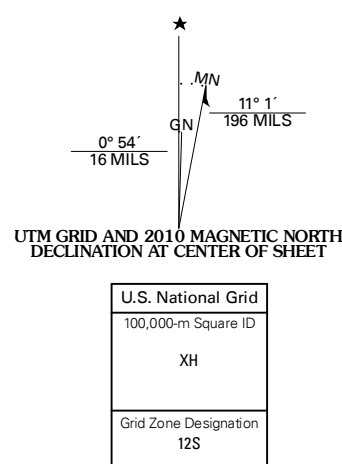 MN
11° 1´
GN
196 MILS
0° 54´
16 MILS
UTM GRID AND 2010 MAGNETIC NORTH
DECLINATION AT CENTER OF SHEET
U.S. National Grid
100,000-m Square ID
XH
Grid Zone Designation
12S